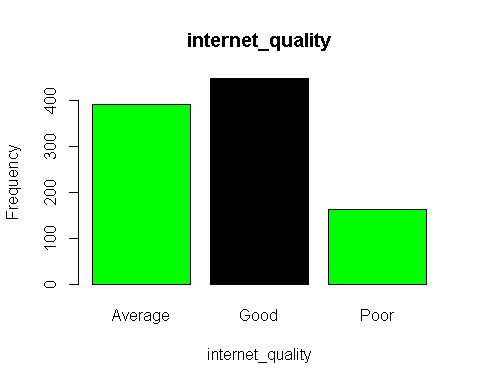 internet_quality
Frequency
400
300
200
100
0
Average Good Poor
internet_quality